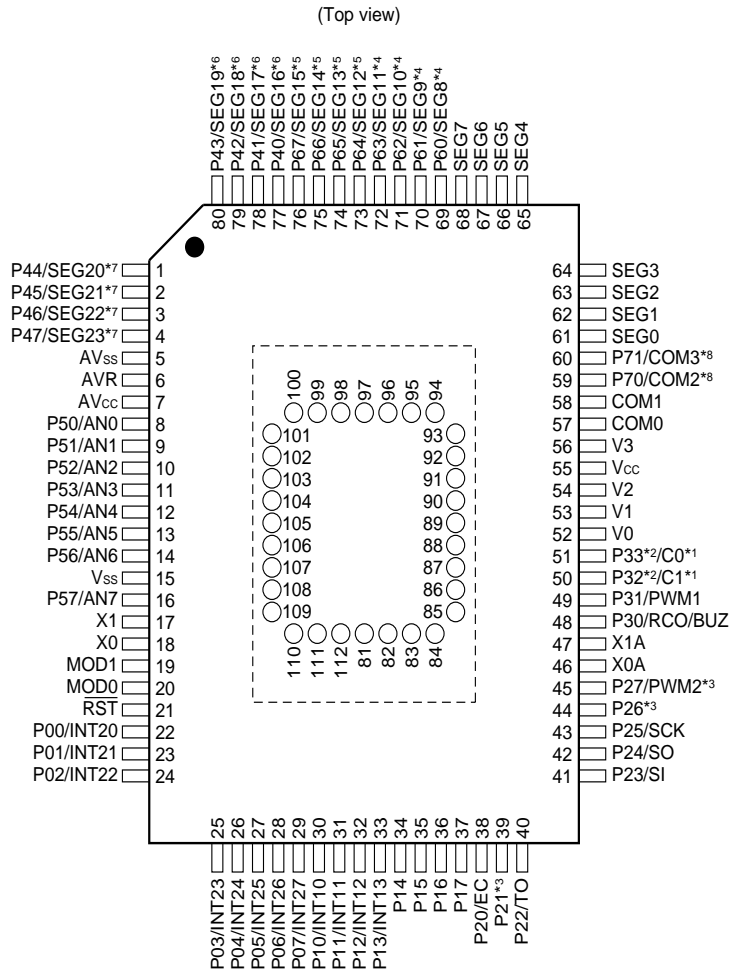 (Top view)
P43/SEG19*6
P42/SEG18*6
P41/SEG17*6
P40/SEG16*6
P67/SEG15*5
P66/SEG14*5
P65/SEG13*5
P64/SEG12*5
P63/SEG11*4
P62/SEG10*4
P61/SEG9*4
P60/SEG8*4
SEG7
SEG6
SEG5
SEG4
80 79 78 77 76 75 74 73 72 71 70 69 68 67 66 65
P44/SEG20*7 1
P45/SEG21*7 2
P46/SEG22*7 3
P47/SEG23*7 4
AVss 5
AVR 6
AVcc 7
P50/AN0 8
P51/AN1 9
P52/AN2 10
P53/AN3 11
P54/AN4 12
P55/AN5 13
P56/AN6 14
Vss 15
P57/AN7 16
X1 17
X0 18
MOD1 19
MOD0 20
RST 21
P00/INT20 22
P01/INT21 23
P02/INT22 24
100 99 98 97 96 95 94
101 93
102 92
103 91
104 90
105 89
106 88
107 87
108 86
109 85
110 111 112 81 82 83 84
64 SEG3
63 SEG2
62 SEG1
61 SEG0
60 P71/COM3*8
59 P70/COM2*8
58 COM1
57 COM0
56 V3
55 Vcc
54 V2
53 V1
52 V0
51 P33*2/C0*1
50 P32*2/C1*1
49 P31/PWM1
48 P30/RCO/BUZ
47 X1A
46 X0A
45 P27/PWM2*3
44 P26*3
43 P25/SCK
42 P24/SO
41 P23/SI
25 26 27 28 29 30 31 32 33 34 35 36 37 38 39 40
P03/INT23
P04/INT24
P05/INT25
P06/INT26
P07/INT27
P10/INT10
P11/INT11
P12/INT12
P13/INT13
P14
P15
P16
P17
P20/EC
P21*3
P22/TO